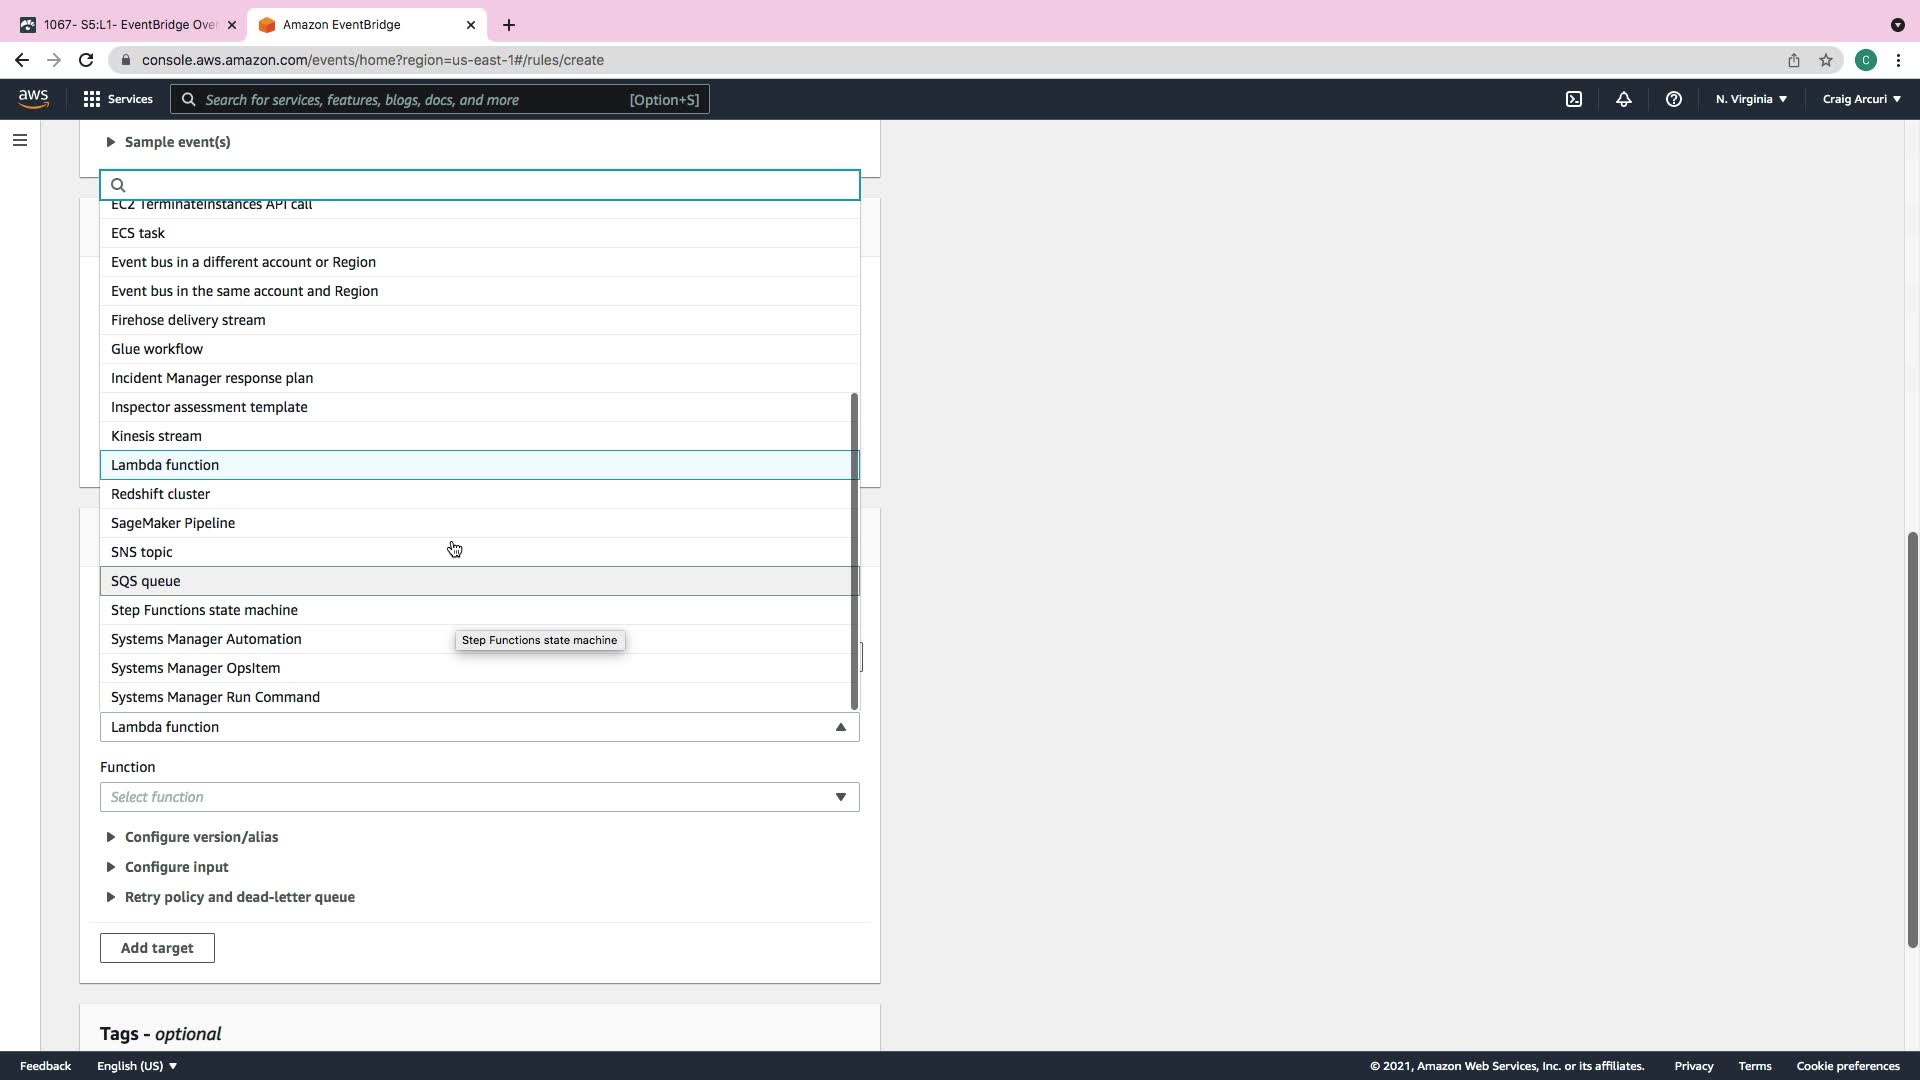 1067- S5:L1- EventBridge Over
Amazon EventBridge
console.aws.amazon.com/events/home?region=us-east-1#/rules/create
C
aws
Services
Search for services, features, blogs, docs, and more
[Option+S]
N. Virginia
Craig Arcuri
Sample event(s)
EC2 TerminateInstances API call
ECS task
Event bus in a different account or Region
Event bus in the same account and Region
Firehose delivery stream
Glue workflow
Incident Manager response plan
Inspector assessment template
Kinesis stream
Lambda function
Redshift cluster
SageMaker Pipeline
SNS topic
SQS queue
Step Functions state machine
Systems Manager Automation
Step Functions state machine
Systems Manager OpsItem
Systems Manager Run Command
Lambda function
Function
Select function
Configure version/alias
Configure input
Retry policy and dead-letter queue
Add target
Tags - optional
Feedback
English (US)
© 2021, Amazon Web Services, Inc. or its affiliates.
Privacy
Terms
Cookie preferences